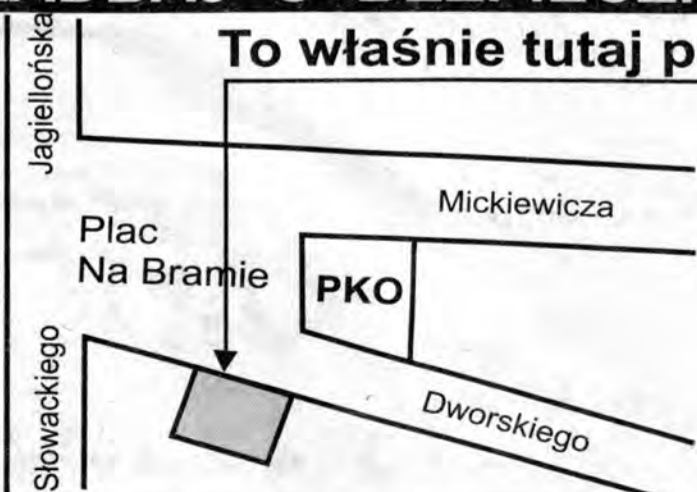 To właśnie tutaj
Jagiellońska
Mickiewicza
Plac
Na Bramie
PKO
Słowackiego
Dworskiego